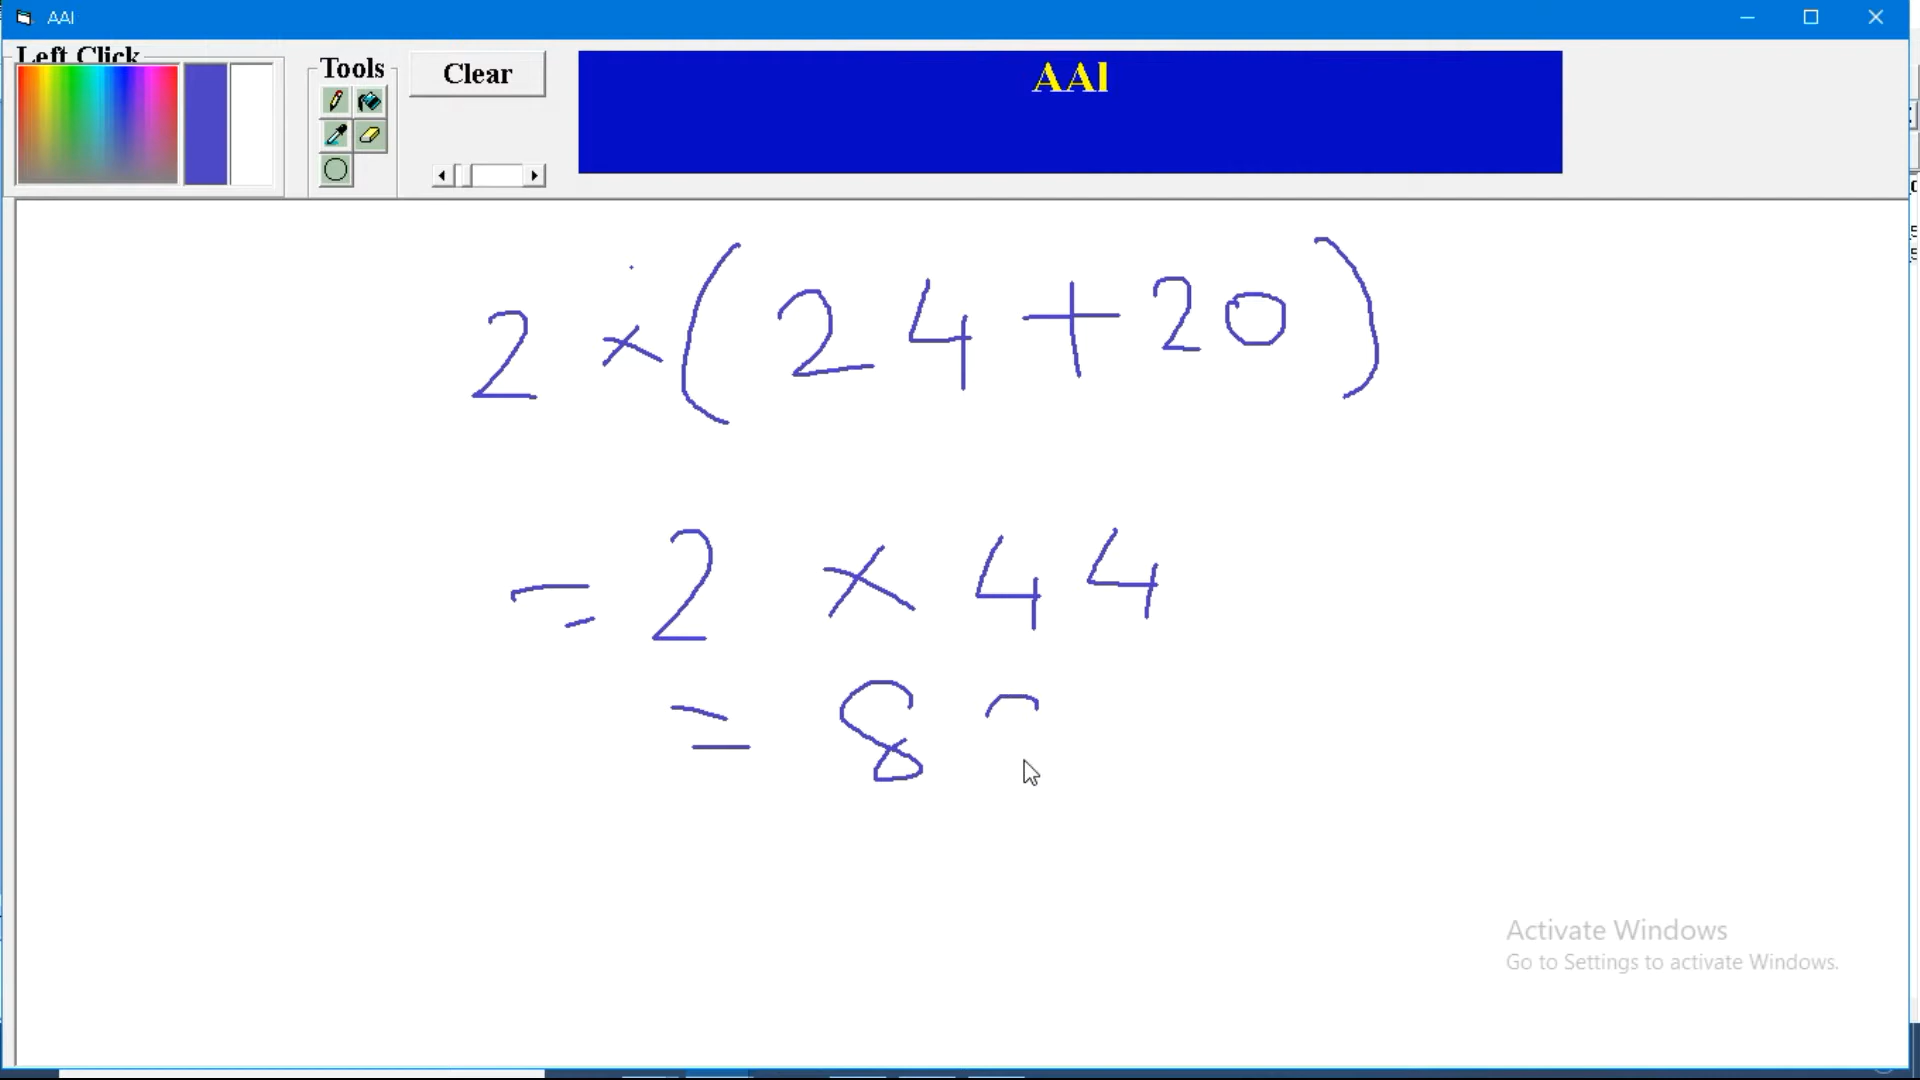 AAI
Left Click
Tools
Clear
AAI
2 × ( 24 + 20 )
= 2 × 44
= 8
Activate Windows
Go to Settings to activate Windows.